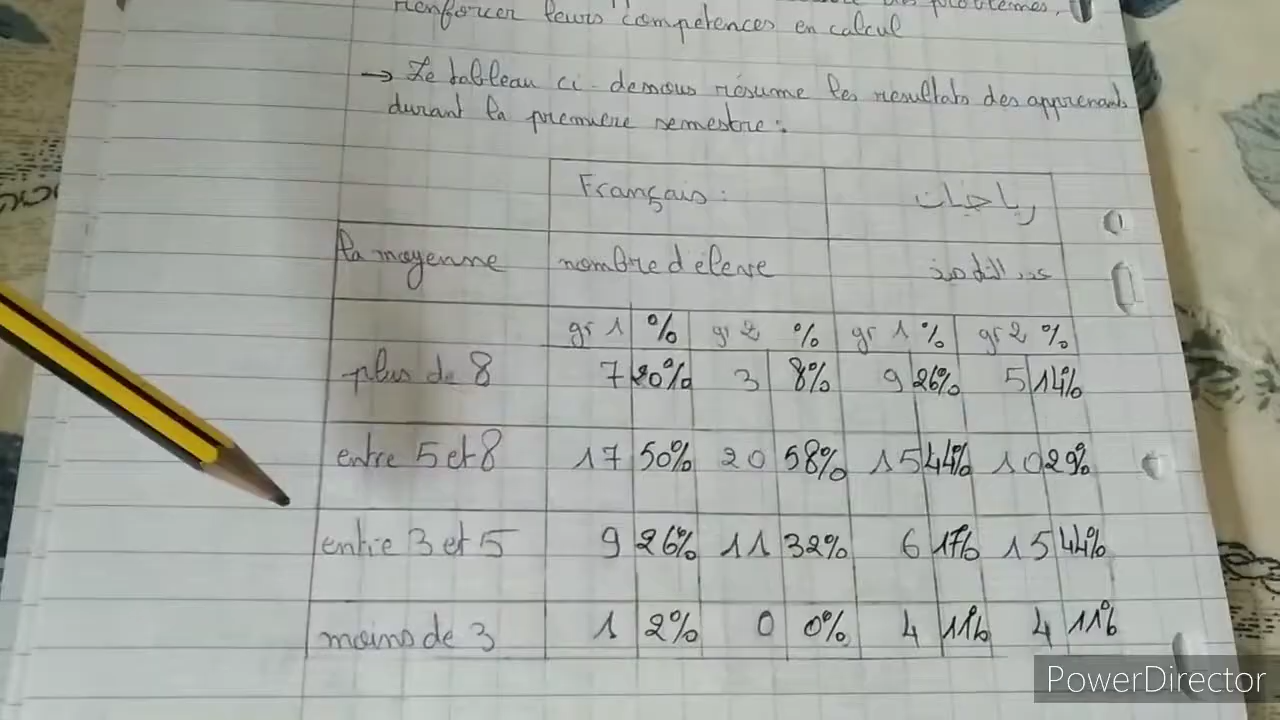 renforcer leurs compétences en calcul
→ Le tableau ci-dessous résume les résultats des apprenants
durant la première semestre :
Français : رياضيات
la moyenne nombre d'éleve عدد التلاميذ
gr 1 % gr 2 % gr 1 % gr 2 %
plus de 8 7 20% 3 8% 9 26% 5 14%
entre 5 et 8 17 50% 20 58% 15 44% 10 29%
entre 3 et 5 9 26% 11 32% 6 17% 15 44%
moins de 3 1 2% 0 0% 4 11% 4 11%
PowerDirector